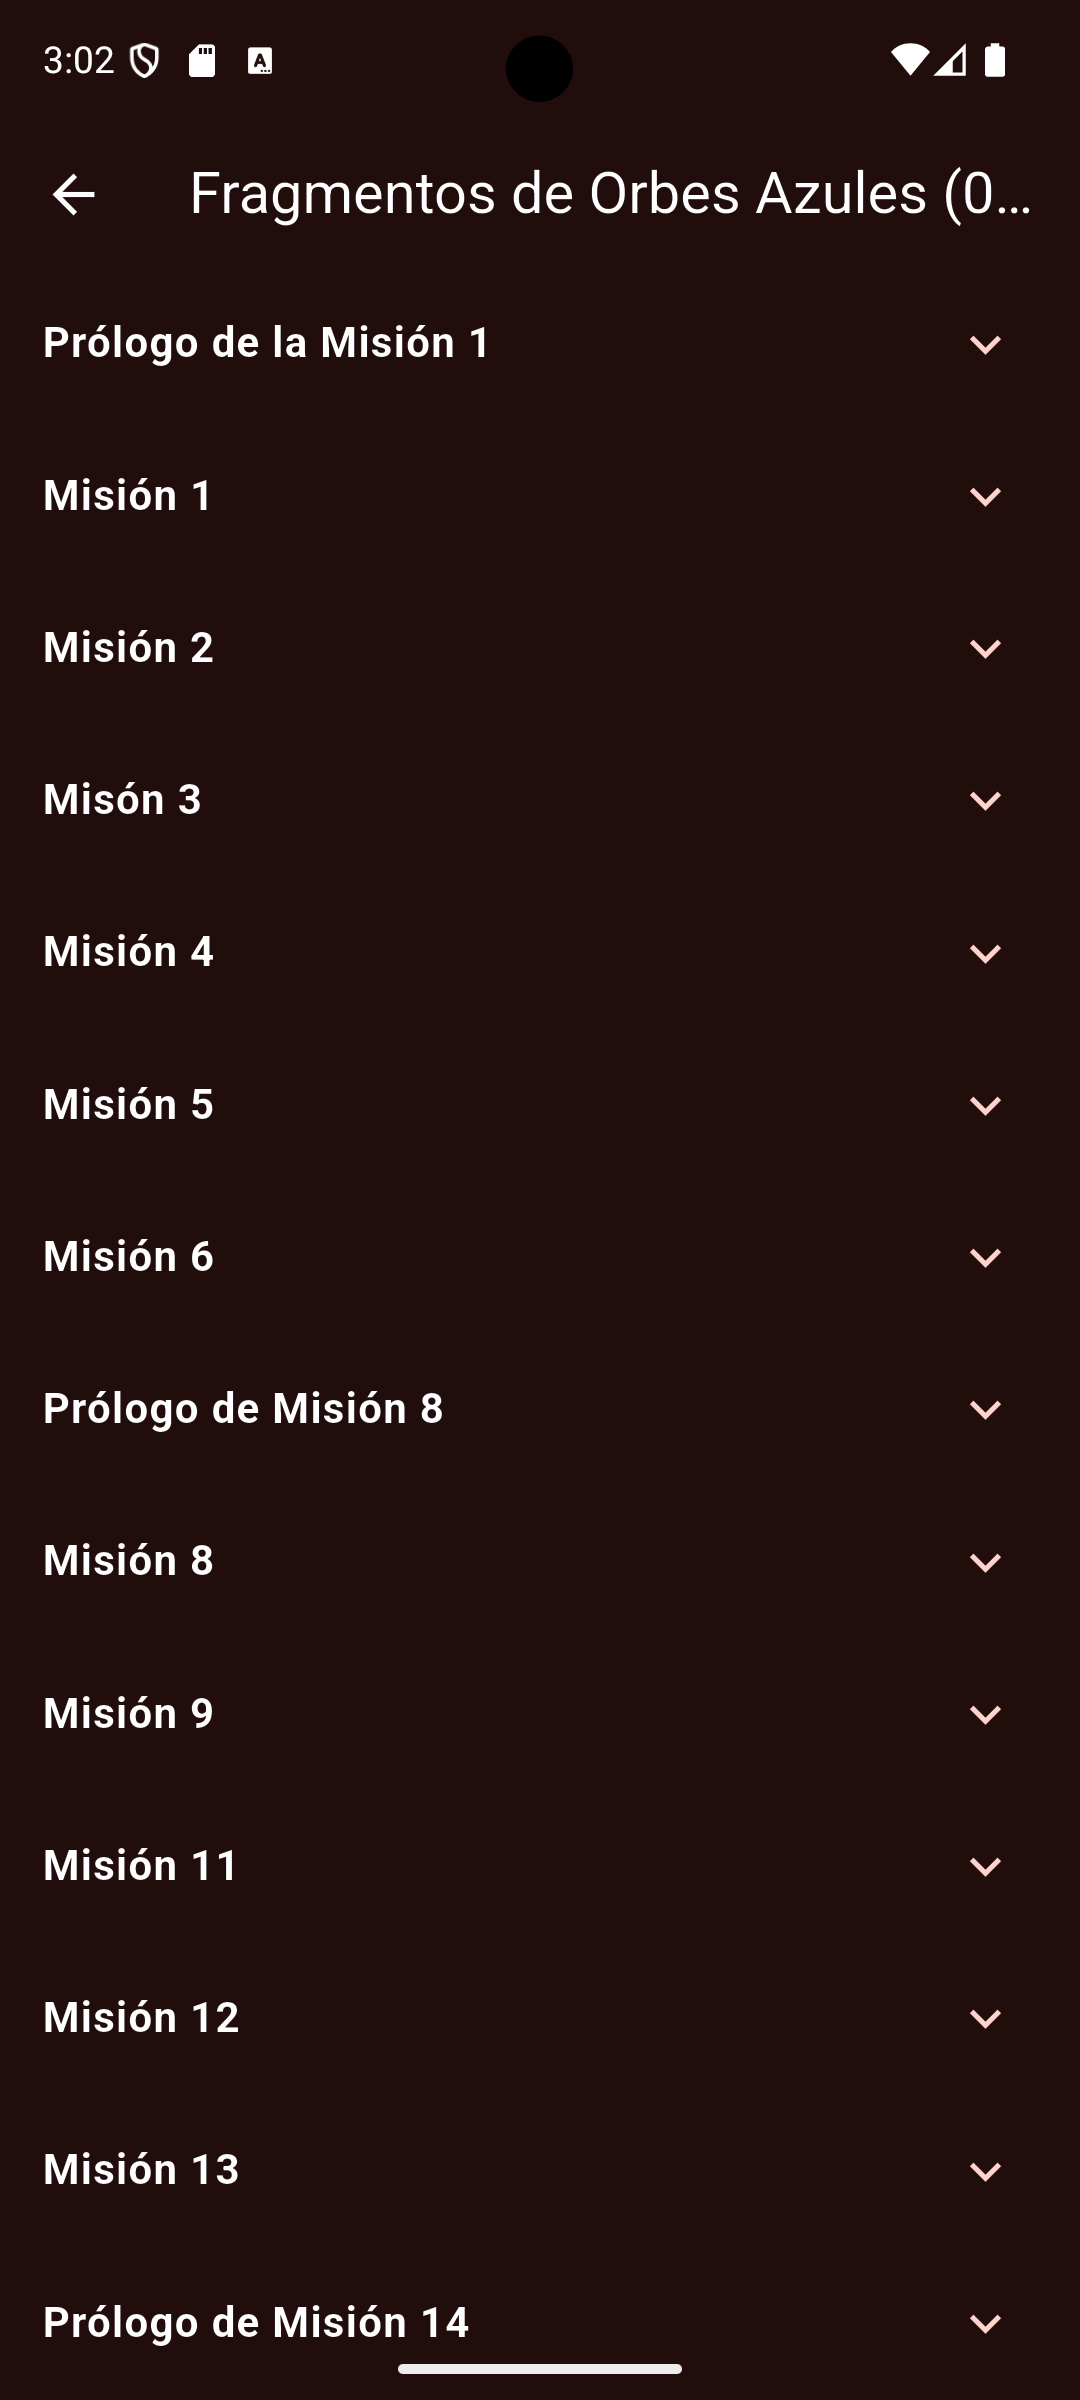 3:02
Fragmentos de Orbes Azules (0...
Prólogo de la Misión 1
Misión 1
Misión 2
Misón 3
Misión 4
Misión 5
Misión 6
Prólogo de Misión 8
Misión 8
Misión 9
Misión 11
Misión 12
Misión 13
Prólogo de Misión 14